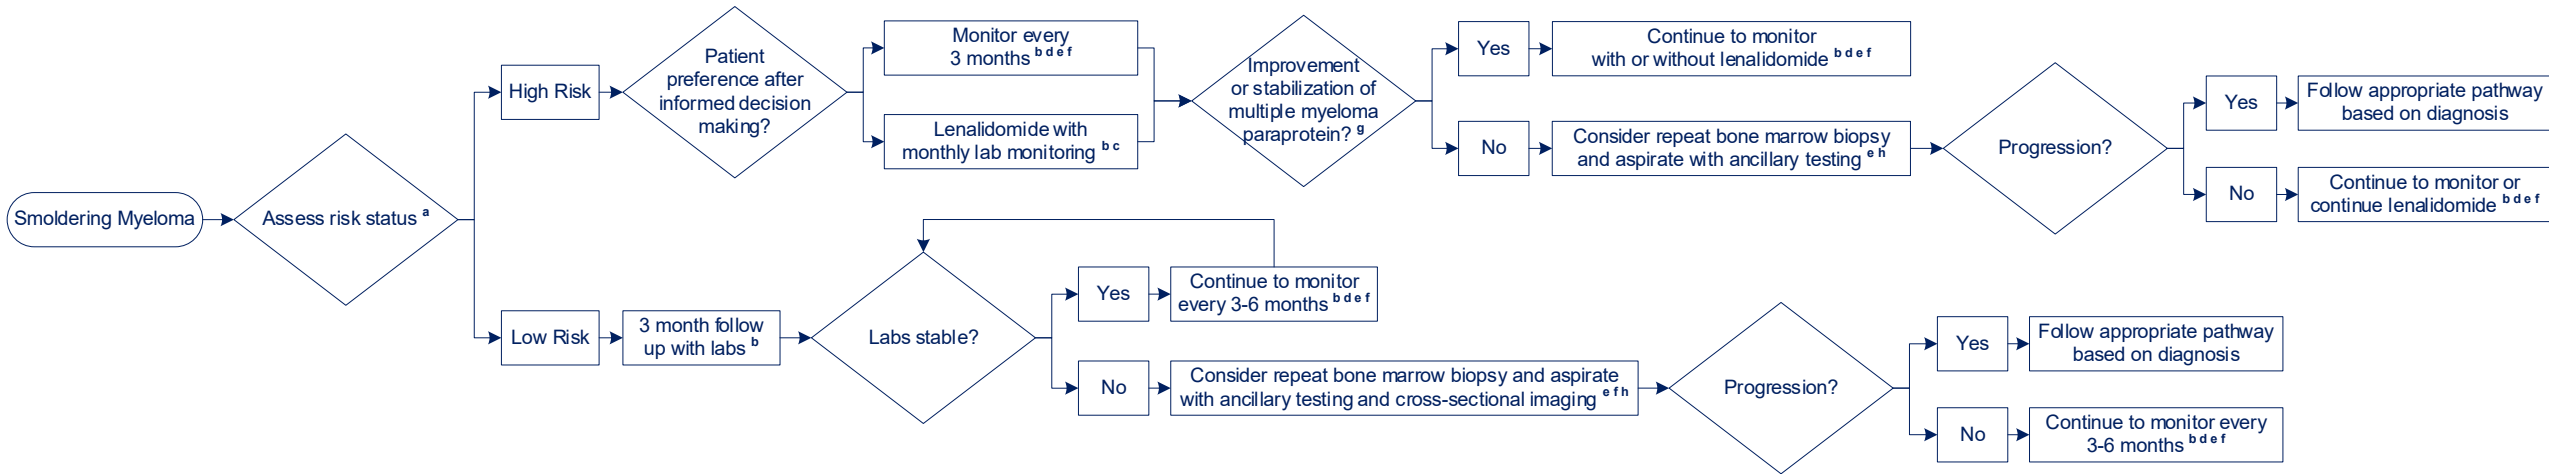 Smoldering Myeloma
Assess risk status a
High Risk
Patient
preference after
informed decision
making?
Monitor every
3 months b d e f
Lenalidomide with
monthly lab monitoring b c
Improvement
or stabilization of
multiple myeloma
paraprotein? g
Yes
Continue to monitor
with or without lenalidomide b d e f
No
Consider repeat bone marrow biopsy
and aspirate with ancillary testing e h
Progression?
Yes
Follow appropriate pathway
based on diagnosis
No
Continue to monitor or
continue lenalidomide b d e f
Low Risk
3 month follow
up with labs b
Labs stable?
Yes
Continue to monitor
every 3-6 months b d e f
No
Consider repeat bone marrow biopsy and aspirate
with ancillary testing and cross-sectional imaging e f h
Progression?
Yes
Follow appropriate pathway
based on diagnosis
No
Continue to monitor every
3-6 months b d e f